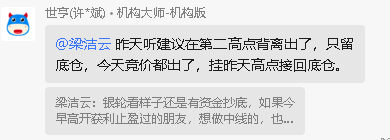 世亨(许*斌)·机构大师-机构版
@梁洁云 昨天听建议在第二高点背离出了，只留
底仓，今天竞价都出了，挂昨天高点接回底仓。
梁洁云：银轮看样子还是有资金抄底，如果今
早高开获利止盈过的朋友，想做中线的，也...